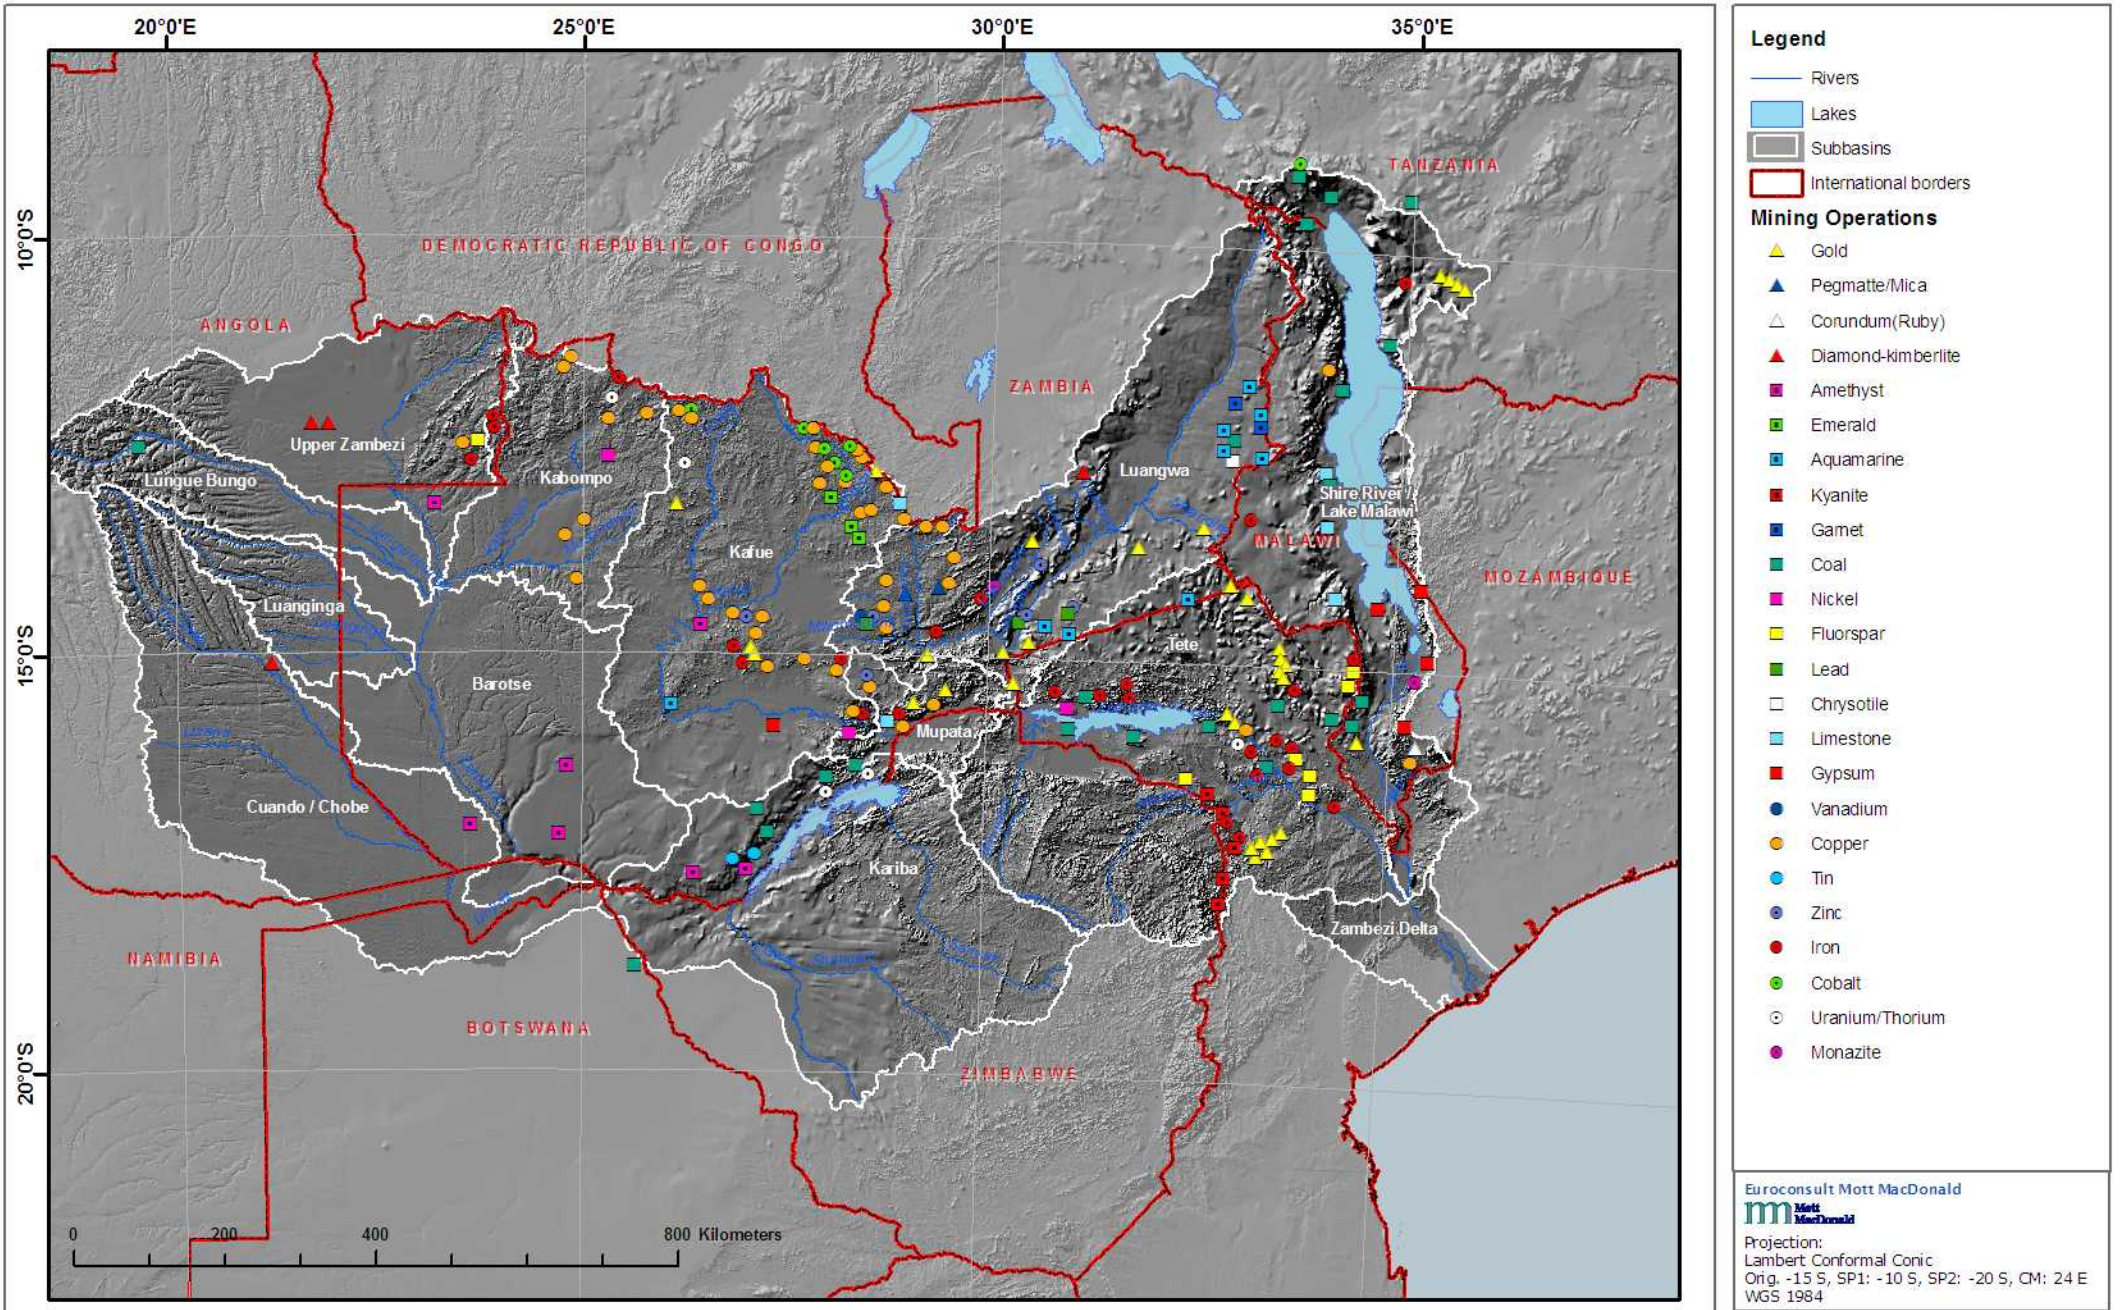 20°0'E 25°0'E 30°0'E 35°0'E
10°0'S
15°0'S
20°0'S
TANZANIA
DEMOCRATIC REPUBLIC OF CONGO
ANGOLA
ZAMBIA
Upper Zambezi
Luangwa
Lungue Bungo
Kabompo
Shire River /
Lake Malawi
MALAWI
Kafue
MOZAMBIQUE
Luanginga
Tete
Barotse
Mupata
Cuando / Chobe
Kariba
Zambezi Delta
NAMIBIA
BOTSWANA
ZIMBABWE
0 200 400 800 Kilometers
Legend
Rivers
Lakes
Subbasins
International borders
Mining Operations
Gold
Pegmatte/Mica
Corundum(Ruby)
Diamond-kimberlite
Amethyst
Emerald
Aquamarine
Kyanite
Garnet
Coal
Nickel
Fluorspar
Lead
Chrysotile
Limestone
Gypsum
Vanadium
Copper
Tin
Zinc
Iron
Cobalt
Uranium/Thorium
Monazite
Euroconsult Mott MacDonald
Mott
MacDonald
Projection:
Lambert Conformal Conic
Orig. -15 S, SP1: -10 S, SP2: -20 S, CM: 24 E
WGS 1984